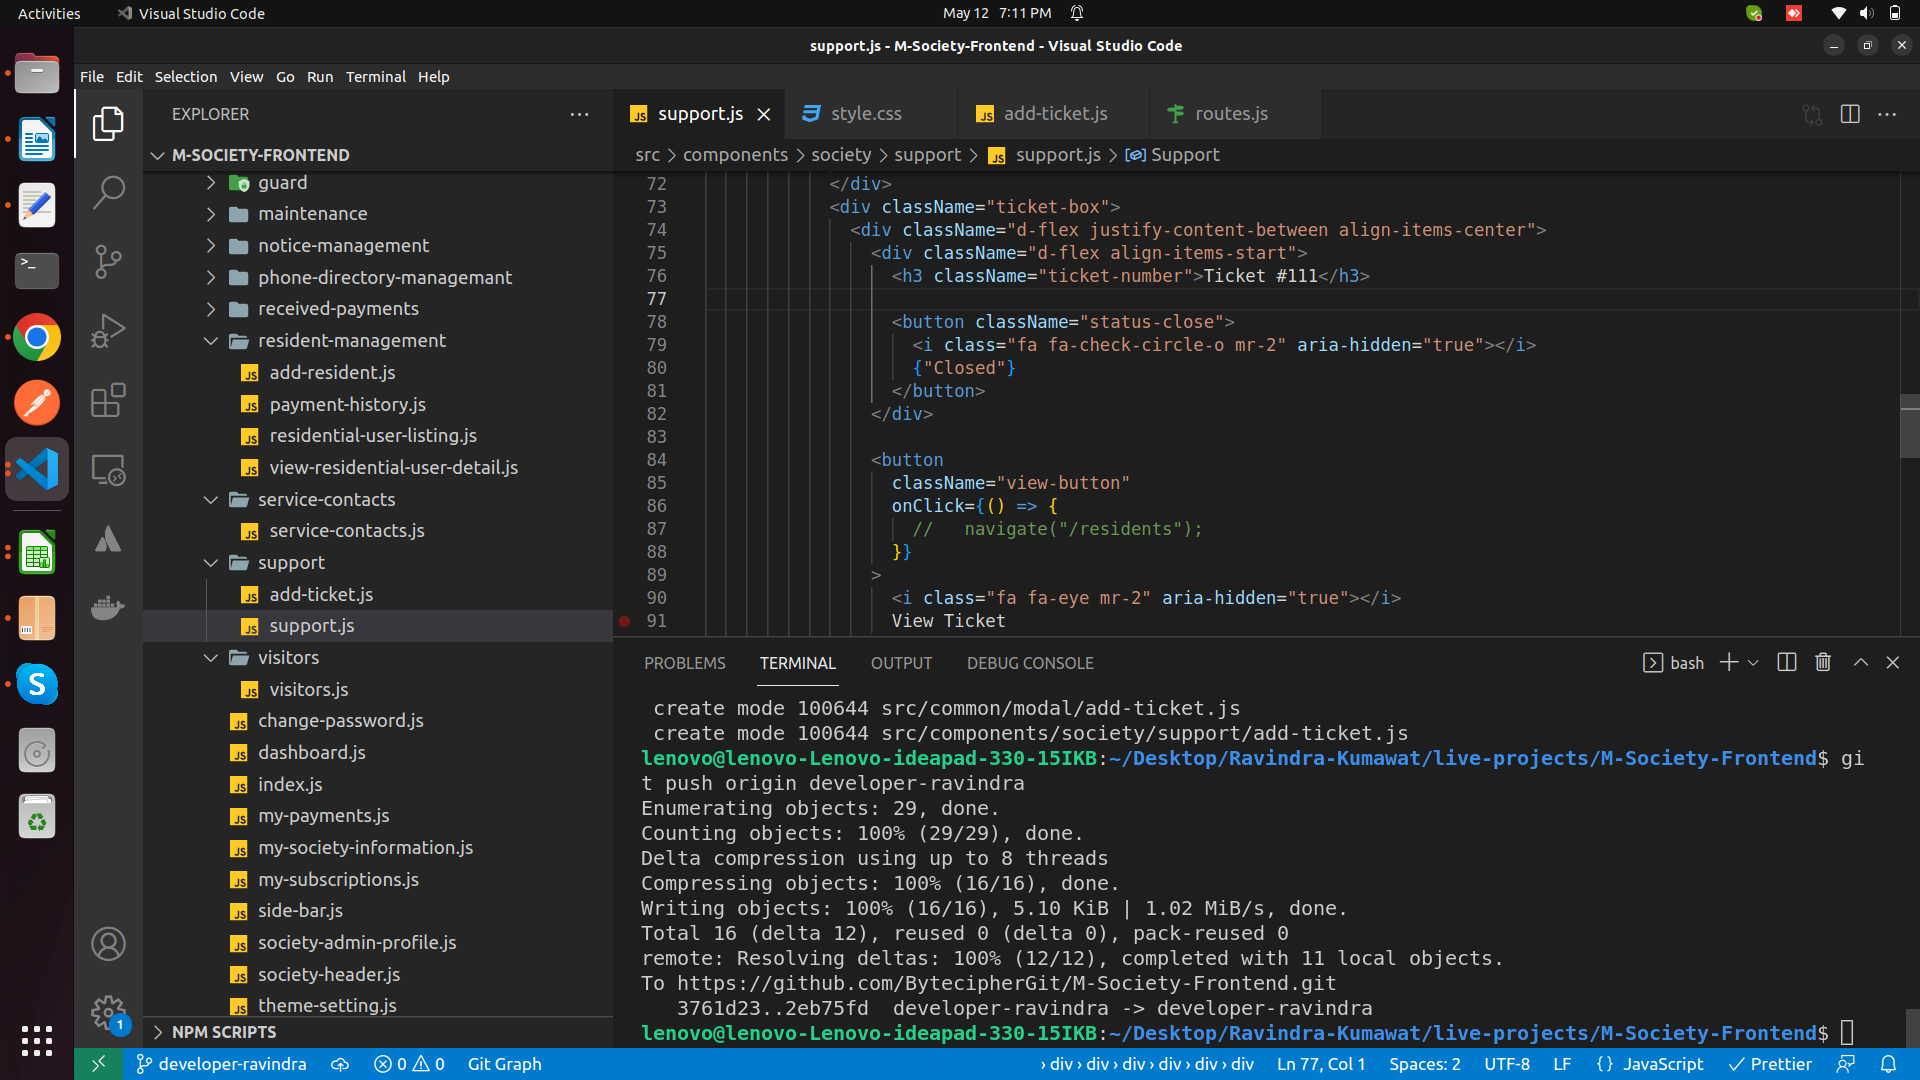 Activities
Visual Studio Code
May 12 7:11 PM
support.js - M-Society-Frontend - Visual Studio Code
File Edit Selection View Go Run Terminal Help
EXPLORER
M-SOCIETY-FRONTEND
guard
maintenance
notice-management
phone-directory-managemant
received-payments
resident-management
add-resident.js
payment-history.js
residential-user-listing.js
view-residential-user-detail.js
service-contacts
service-contacts.js
support
add-ticket.js
support.js
visitors
visitors.js
change-password.js
dashboard.js
index.js
my-payments.js
my-society-information.js
my-subscriptions.js
side-bar.js
society-admin-profile.js
society-header.js
theme-setting.js
NPM SCRIPTS
support.js style.css add-ticket.js routes.js
src > components > society > support > support.js > Support
72 </div>
73 <div className="ticket-box">
74 <div className="d-flex justify-content-between align-items-center">
75 <div className="d-flex align-items-start">
76 <h3 className="ticket-number">Ticket #111</h3>
77
78 <button className="status-close">
79 <i class="fa fa-check-circle-o mr-2" aria-hidden="true"></i>
80 {"Closed"}
81 </button>
82 </div>
83
84 <button
85 className="view-button"
86 onClick={() => {
87 //   navigate("/residents");
88 }}
89 >
90 <i class="fa fa-eye mr-2" aria-hidden="true"></i>
91 View Ticket
PROBLEMS TERMINAL OUTPUT DEBUG CONSOLE
bash
create mode 100644 src/common/modal/add-ticket.js
create mode 100644 src/components/society/support/add-ticket.js
lenovo@lenovo-Lenovo-ideapad-330-15IKB:~/Desktop/Ravindra-Kumawat/live-projects/M-Society-Frontend$ gi
t push origin developer-ravindra
Enumerating objects: 29, done.
Counting objects: 100% (29/29), done.
Delta compression using up to 8 threads
Compressing objects: 100% (16/16), done.
Writing objects: 100% (16/16), 5.10 KiB | 1.02 MiB/s, done.
Total 16 (delta 12), reused 0 (delta 0), pack-reused 0
remote: Resolving deltas: 100% (12/12), completed with 11 local objects.
To https://github.com/BytecipherGit/M-Society-Frontend.git
3761d23..2eb75fd  developer-ravindra -> developer-ravindra
lenovo@lenovo-Lenovo-ideapad-330-15IKB:~/Desktop/Ravindra-Kumawat/live-projects/M-Society-Frontend$
1
developer-ravindra 0 0 Git Graph
› div › div › div › div › div › div Ln 77, Col 1 Spaces: 2 UTF-8 LF {} JavaScript Prettier